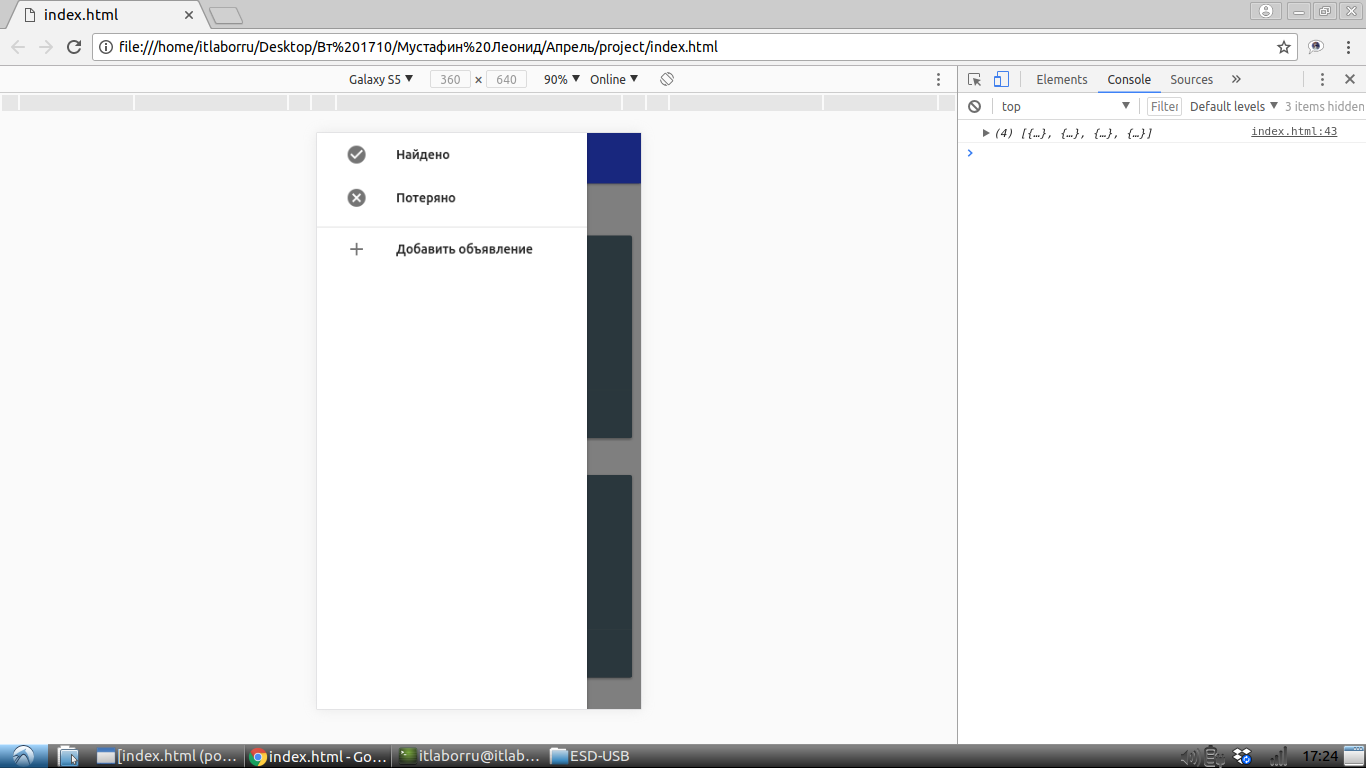 index.html
file:///home/itlaborru/Desktop/Вт%201710/Мустафин%20Леонид/Апрель/project/index.html
Galaxy S5 ▼ 360 × 640 90% ▼ Online ▼
Elements Console Sources »
top ▼ Filter Default levels ▼ 3 items hidden
(4) [{…}, {…}, {…}, {…}] index.html:43
Найдено
Потеряно
Добавить объявление
[index.html (po... index.html - Go... itlaborru@itlab... ESD-USB 17:24